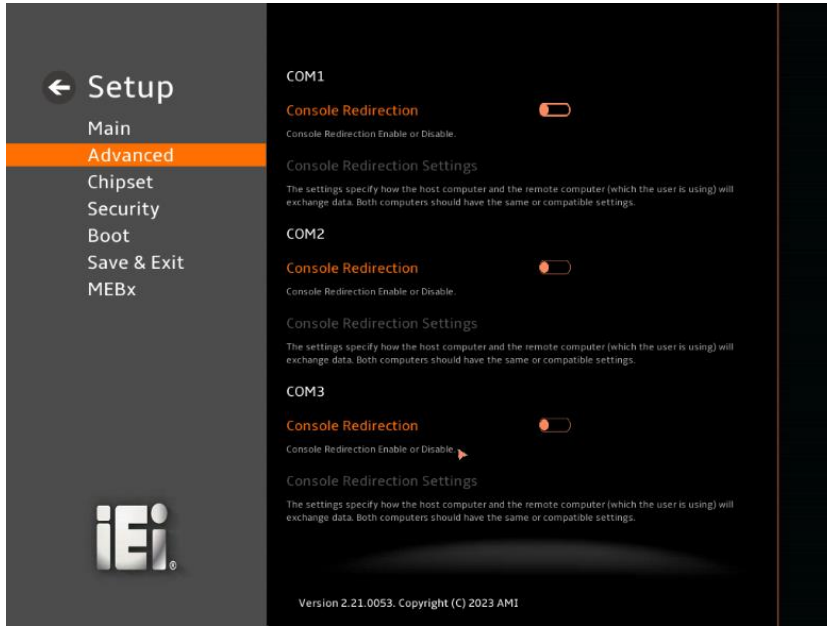 Setup
Main
Advanced
Chipset
Security
Boot
Save & Exit
MEBx
iEi®
COM1
Console Redirection
Console Redirection Enable or Disable.
Console Redirection Settings
The settings specify how the host computer and the remote computer (which the user is using) will
exchange data. Both computers should have the same or compatible settings.
COM2
Console Redirection
Console Redirection Enable or Disable.
Console Redirection Settings
The settings specify how the host computer and the remote computer (which the user is using) will
exchange data. Both computers should have the same or compatible settings.
COM3
Console Redirection
Console Redirection Enable or Disable.
Console Redirection Settings
The settings specify how the host computer and the remote computer (which the user is using) will
exchange data. Both computers should have the same or compatible settings.
Version 2.21.0053. Copyright (C) 2023 AMI